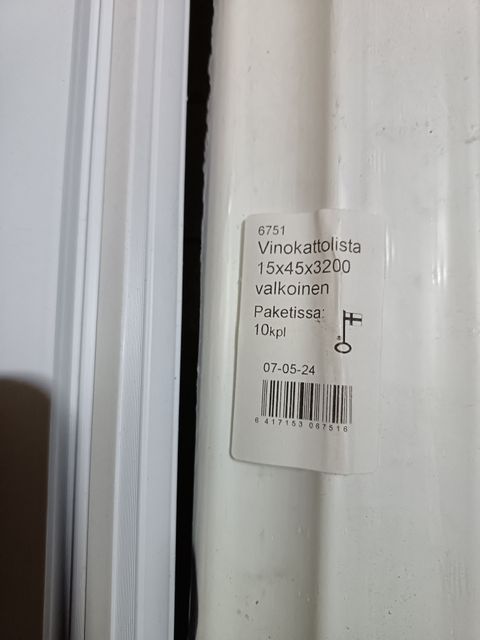 6751
Vinokattolista
15x45x3200
valkoinen
Paketissa:
10kpl
07-05-24
6 417153 067516